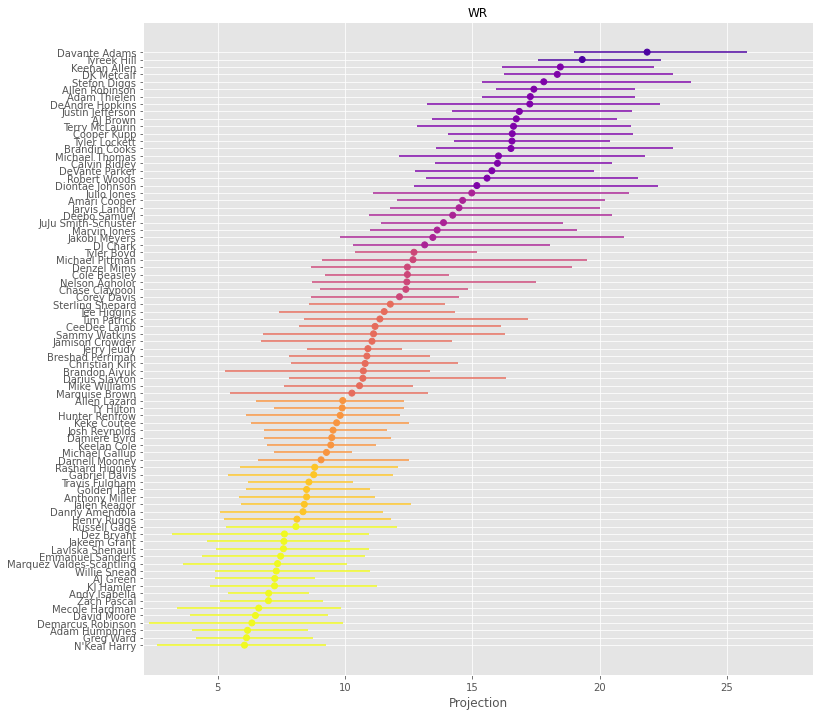 WR
Davante Adams
Tyreek Hill
Keenan Allen
DK Metcalf
Stefon Diggs
Allen Robinson
Adam Thielen
DeAndre Hopkins
Justin Jefferson
AJ Brown
Terry McLaurin
Cooper Kupp
Tyler Lockett
Brandin Cooks
Michael Thomas
Calvin Ridley
DeVante Parker
Robert Woods
Diontae Johnson
Julio Jones
Amari Cooper
Jarvis Landry
Deebo Samuel
JuJu Smith-Schuster
Marvin Jones
Jakobi Meyers
DJ Chark
Tyler Boyd
Michael Pittman
Denzel Mims
Cole Beasley
Nelson Agholor
Chase Claypool
Corey Davis
Sterling Shepard
Tee Higgins
Tim Patrick
CeeDee Lamb
Sammy Watkins
Jamison Crowder
Jerry Jeudy
Breshad Perriman
Christian Kirk
Brandon Aiyuk
Darius Slayton
Mike Williams
Marquise Brown
Allen Lazard
TY Hilton
Hunter Renfrow
Keke Coutee
Josh Reynolds
Damiere Byrd
Keelan Cole
Michael Gallup
Darnell Mooney
Rashard Higgins
Gabriel Davis
Travis Fulgham
Golden Tate
Anthony Miller
Jalen Reagor
Danny Amendola
Henry Ruggs
Russell Gage
Dez Bryant
Jakeem Grant
Laviska Shenault
Emmanuel Sanders
Marquez Valdes-Scantling
Willie Snead
AJ Green
KJ Hamler
Andy Isabella
Zach Pascal
Mecole Hardman
David Moore
Demarcus Robinson
Adam Humphries
Greg Ward
N'Keal Harry
5 10 15 20 25
Projection